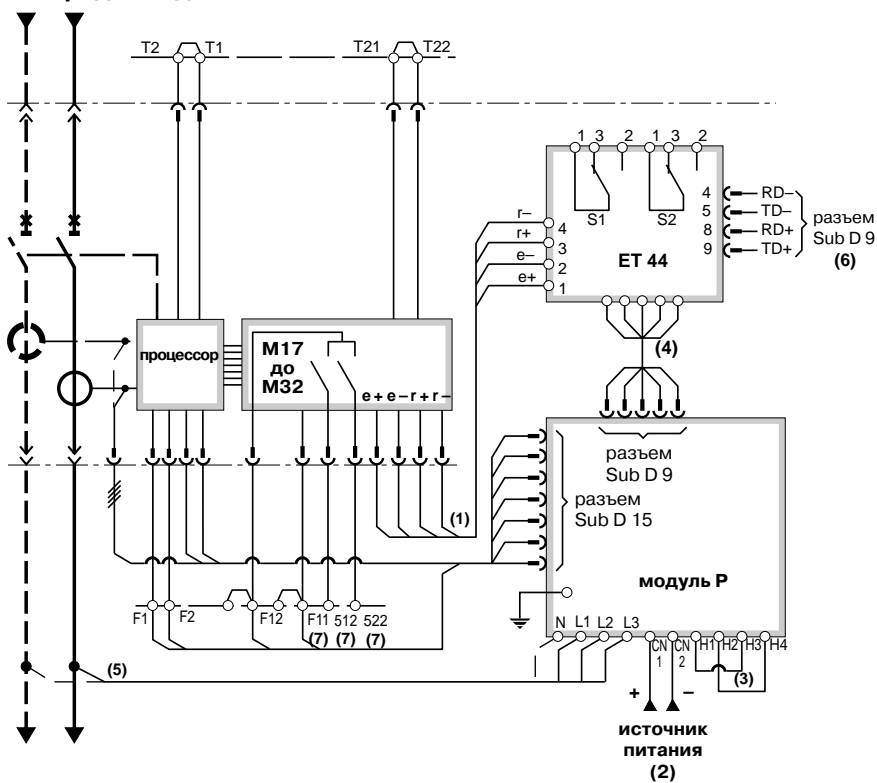 T2 T1 T21 T22
1 3 2 1 3 2
S1 S2
r– 4
r+ 3
e– 2
e+ 1
ET 44
4 RD–
5 TD–
8 RD+
9 TD+
разъем
Sub D 9
(6)
(4)
процессор
M17
до
M32
e+ e– r+ r–
(1)
разъем
Sub D 9
разъем
Sub D 15
модуль P
F1 F2 F12 F11 512 522
(7) (7) (7)
N L1 L2 L3 CN 1 CN 2 H1 H2 H3 H4
(3)
(5)
+ –
источник
питания
(2)